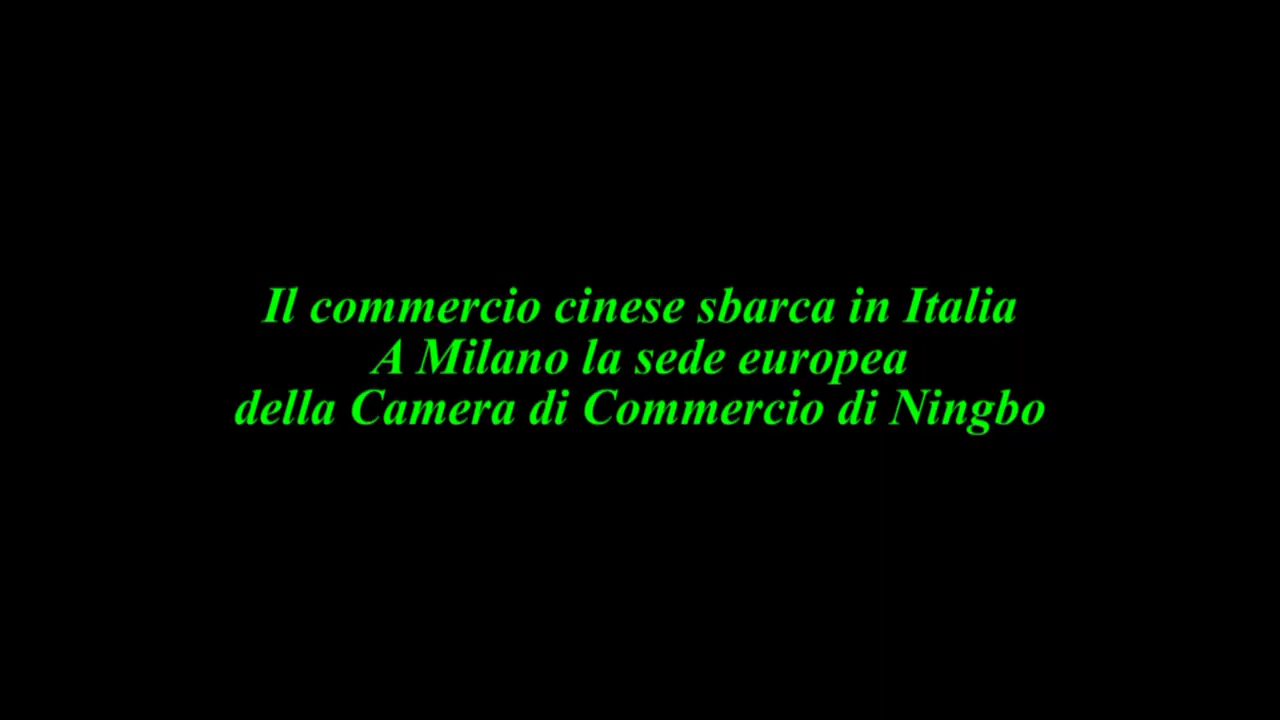 Il commercio cinese sbarca in Italia
A Milano la sede europea
della Camera di Commercio di Ningbo